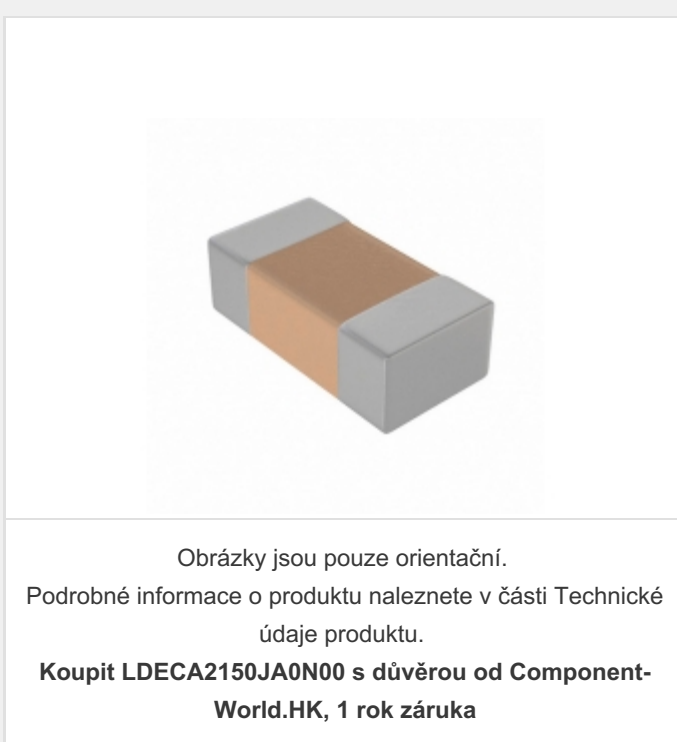 Obrázky jsou pouze orientační.
Podrobné informace o produktu naleznete v části Technické
údaje produktu.
Koupit LDECA2150JA0N00 s důvěrou od Component-
World.HK, 1 rok záruka